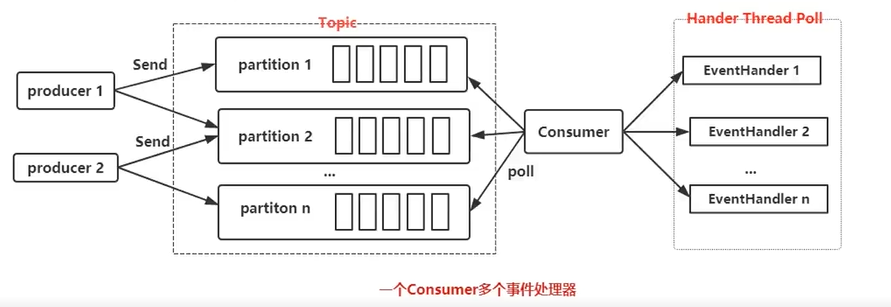 Topic
Hander Thread Poll
Send
partition 1
EventHander 1
producer 1
partition 2
Consumer
EventHandler 2
Send
producer 2
...
poll
...
partiton n
EventHandler n
一个Consumer多个事件处理器